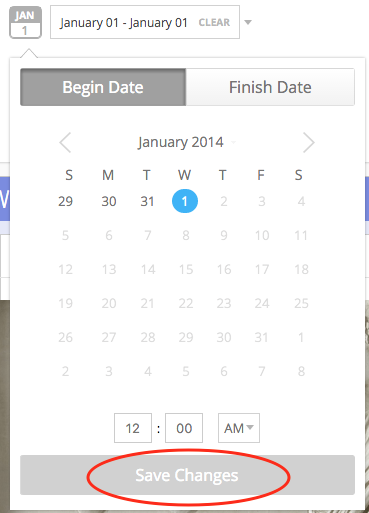 JAN
1
January 01 - January 01 CLEAR
Begin Date Finish Date
January 2014
S M T W T F S
29 30 31 1 2 3 4
5 6 7 8 9 10 11
12 13 14 15 16 17 18
19 20 21 22 23 24 25
26 27 28 29 30 31 1
2 3 4 5 6 7 8
12 : 00 AM
Save Changes